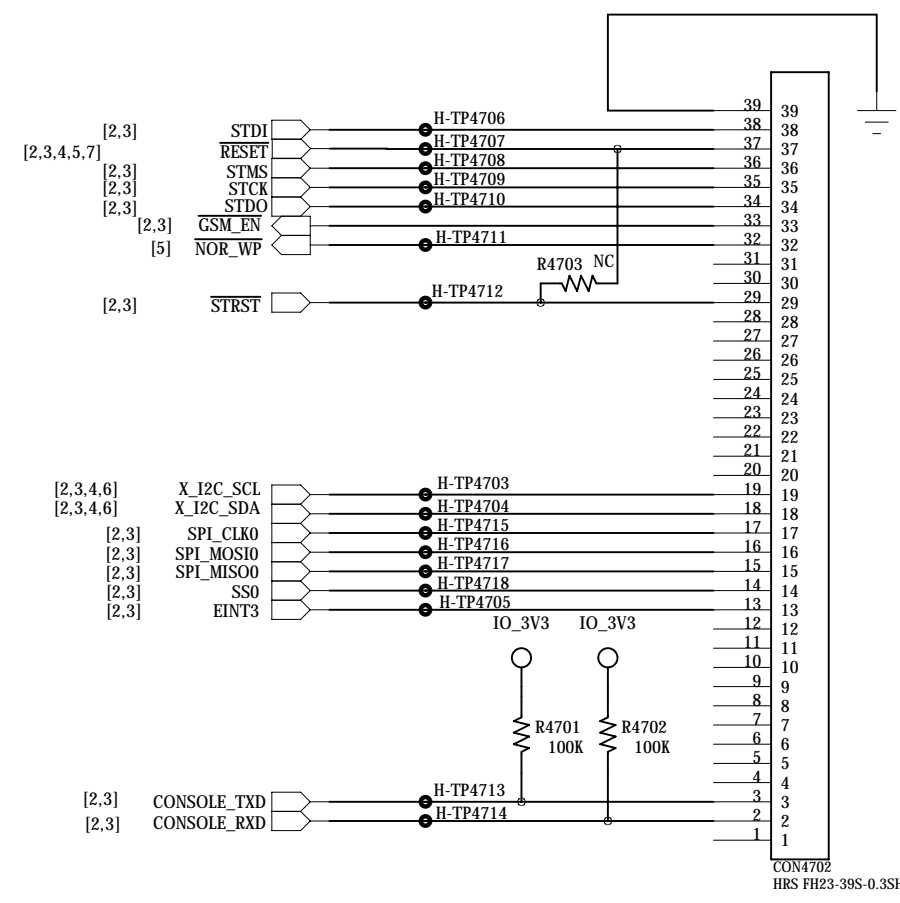 39 39
H-TP4706
[2,3] STDI 38 38
H-TP4707
[2,3,4,5,7] RESET 37 37
H-TP4708
[2,3] STMS 36 36
H-TP4709
[2,3] STCK 35 35
H-TP4710
[2,3] STDO 34 34
[2,3] GSM_EN 33 33
H-TP4711
[5] NOR_WP 32 32
31 31
R4703 NC
30 30
H-TP4712
[2,3] STRST 29 29
28 28
27 27
26 26
25 25
24 24
23 23
22 22
21 21
20 20
H-TP4703
[2,3,4,6] X_I2C_SCL 19 19
H-TP4704
[2,3,4,6] X_I2C_SDA 18 18
H-TP4715
[2,3] SPI_CLK0 17 17
H-TP4716
[2,3] SPI_MOSI0 16 16
H-TP4717
[2,3] SPI_MISO0 15 15
H-TP4718
[2,3] SS0 14 14
H-TP4705
[2,3] EINT3 13 13
IO_3V3 IO_3V3
12 12
11 11
10 10
9 9
8 8
R4701 R4702
7 7
100K 100K
6 6
5 5
4 4
H-TP4713
[2,3] CONSOLE_TXD 3 3
H-TP4714
[2,3] CONSOLE_RXD 2 2
1 1
CON4702
HRS FH23-39S-0.3SH